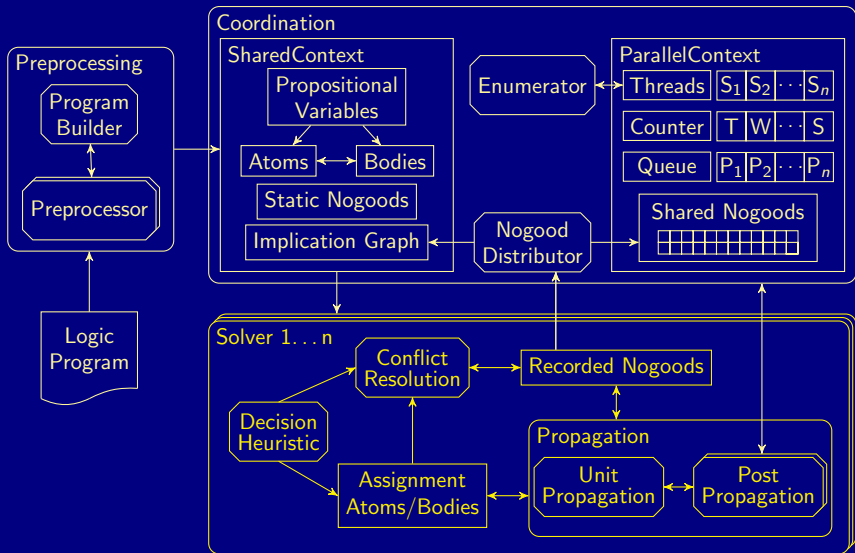 Coordination
SharedContext
ParallelContext
Preprocessing
Program
Builder
Preprocessor
Logic
Program
Propositional
Variables
Atoms
Bodies
Static Nogoods
Implication Graph
Enumerator
Nogood
Distributor
Threads S1 S2 ... Sn
Counter T W ... S
Queue P1 P2 ... Pn
Shared Nogoods
Solver 1...n
Conflict
Resolution
Recorded Nogoods
Decision
Heuristic
Assignment
Atoms/Bodies
Propagation
Unit
Propagation
Post
Propagation